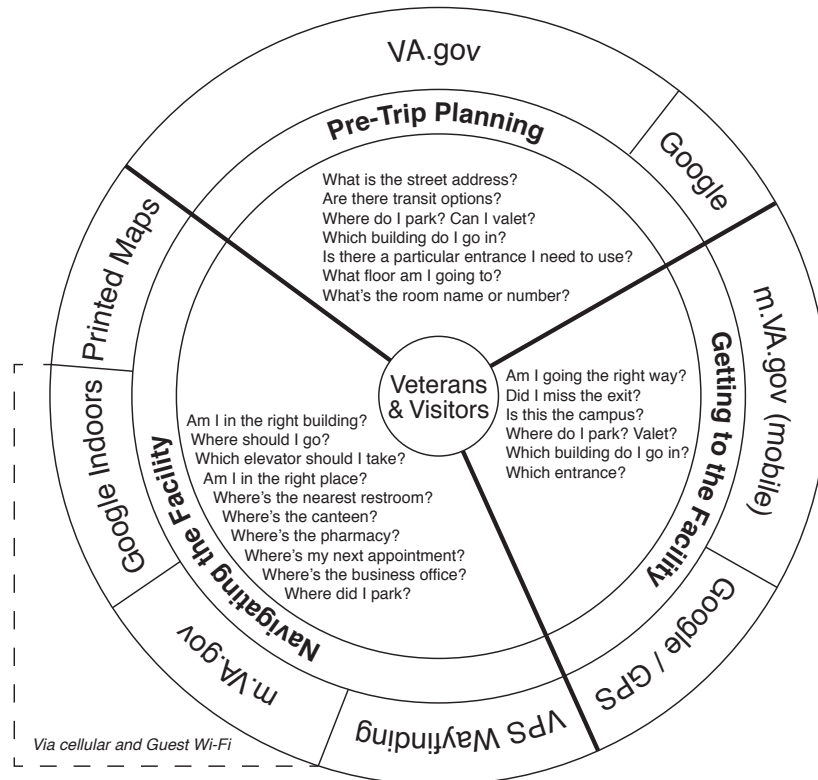 VA.gov
Google
Pre-Trip Planning
What is the street address?
Are there transit options?
Where do I park? Can I valet?
Which building do I go in?
Is there a particular entrance I need to use?
What floor am I going to?
What's the room name or number?
Veterans
& Visitors
m.VA.gov (mobile)
Google / GPS
Getting to the Facility
Am I going the right way?
Did I miss the exit?
Is this the campus?
Where do I park? Valet?
Which building do I go in?
Which entrance?
Printed Maps
Google Indoors
m.VA.gov
VPS Wayfinding
Navigating the Facility
Am I in the right building?
Where should I go?
Which elevator should I take?
Am I in the right place?
Where's the nearest restroom?
Where's the canteen?
Where's the pharmacy?
Where's my next appointment?
Where's the business office?
Where did I park?
Via cellular and Guest Wi-Fi